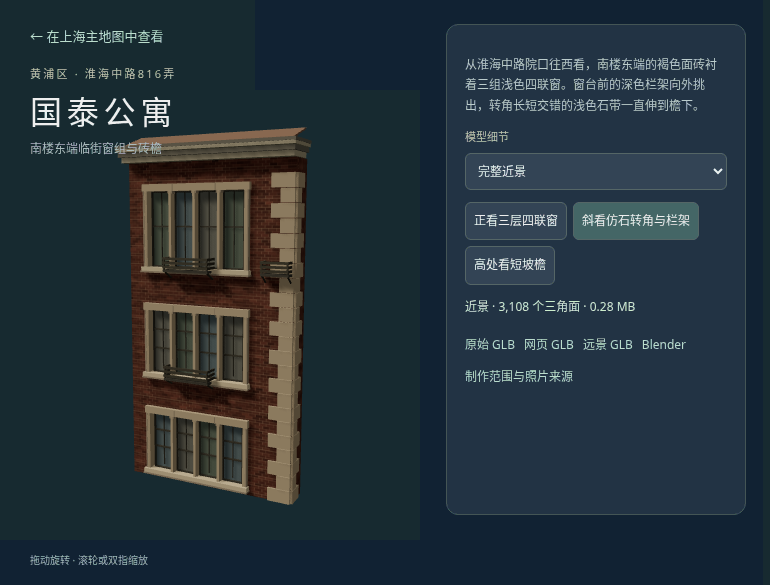 ← 在上海主地图中查看
黄浦区 · 淮海中路816弄
国泰公寓
南楼东端临街窗组与砖檐
从淮海中路院口往西看，南楼东端的褐色面砖衬
着三组浅色四联窗。窗台前的深色栏架向外挑
出，转角长短交错的浅色石带一直伸到檐下。
模型细节
完整近景
正看三层四联窗
斜看仿石转角与栏架
高处看短坡檐
近景 · 3,108 个三角面 · 0.28 MB
原始 GLB 网页 GLB 远景 GLB Blender
制作范围与照片来源
拖动旋转 · 滚轮或双指缩放